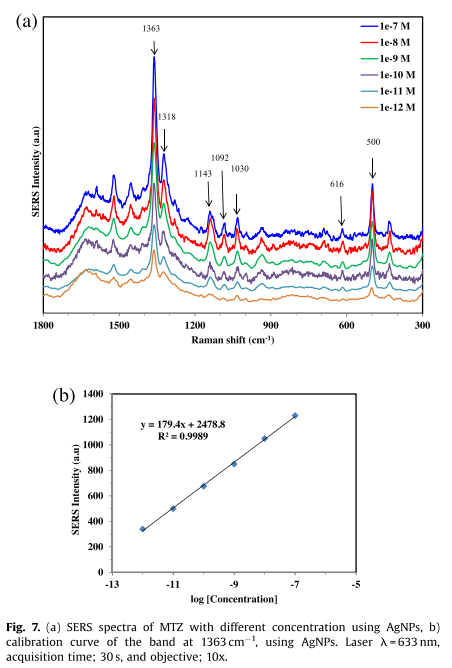 (a)
1363
1318
1143
1092
1030
616
500
1e-7 M
1e-8 M
1e-9 M
1e-10 M
1e-11 M
1e-12 M
SERS Intensity (a.u)
1800 1500 1200 900 600 300
Raman shift (cm⁻¹)
(b)
1400
1200
1000
800
600
400
200
0
y = 179.4x + 2478.8
R² = 0.9989
SERS Intensity (a.u)
-13 -11 -9 -7 -5
log [Concentration]
Fig. 7. (a) SERS spectra of MTZ with different concentration using AgNPs, b)
calibration curve of the band at 1363 cm⁻¹, using AgNPs. Laser λ = 633 nm,
acquisition time; 30 s, and objective; 10x.